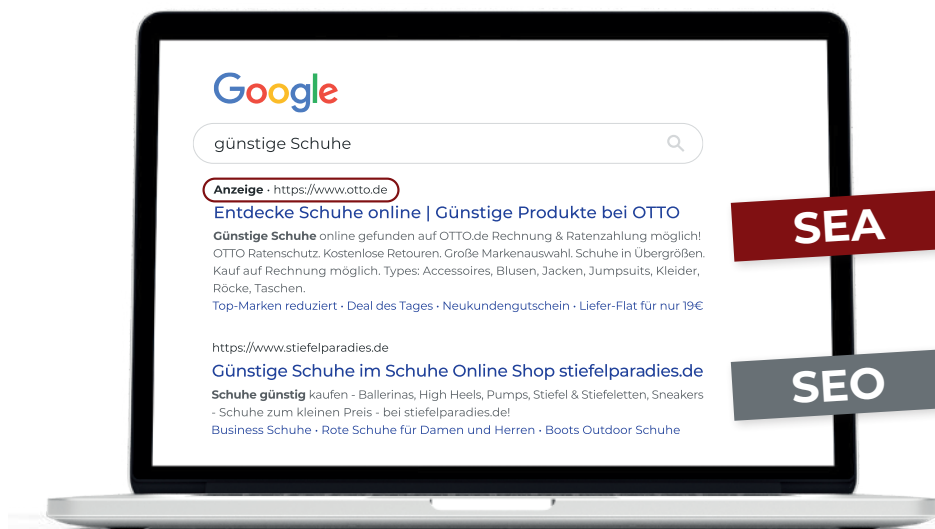 Google
günstige Schuhe
Anzeige · https://www.otto.de
Entdecke Schuhe online | Günstige Produkte bei OTTO
Günstige Schuhe online gefunden auf OTTO.de Rechnung & Ratenzahlung möglich!
OTTO Ratenschutz. Kostenlose Retouren. Große Markenauswahl. Schuhe in Übergrößen.
Kauf auf Rechnung möglich. Types: Accessoires, Blusen, Jacken, Jumpsuits, Kleider,
Röcke, Taschen.
Top-Marken reduziert · Deal des Tages · Neukundengutschein · Liefer-Flat für nur 19€
SEA
https://www.stiefelparadies.de
Günstige Schuhe im Schuhe Online Shop stiefelparadies.de
Schuhe günstig kaufen - Ballerinas, High Heels, Pumps, Stiefel & Stiefeletten, Sneakers
- Schuhe zum kleinen Preis - bei stiefelparadies.de!
Business Schuhe · Rote Schuhe für Damen und Herren · Boots Outdoor Schuhe
SEO